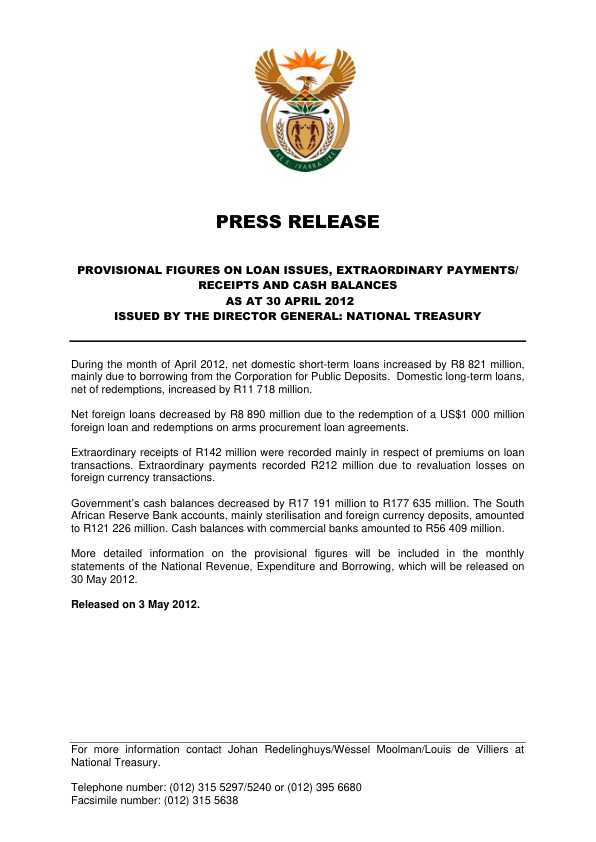 !KE E: /XARRA //KE
PRESS RELEASE
PROVISIONAL FIGURES ON LOAN ISSUES, EXTRAORDINARY PAYMENTS/
RECEIPTS AND CASH BALANCES
AS AT 30 APRIL 2012
ISSUED BY THE DIRECTOR GENERAL: NATIONAL TREASURY
During the month of April 2012, net domestic short-term loans increased by R8 821 million,
mainly due to borrowing from the Corporation for Public Deposits. Domestic long-term loans,
net of redemptions, increased by R11 718 million.
Net foreign loans decreased by R8 890 million due to the redemption of a US$1 000 million
foreign loan and redemptions on arms procurement loan agreements.
Extraordinary receipts of R142 million were recorded mainly in respect of premiums on loan
transactions. Extraordinary payments recorded R212 million due to revaluation losses on
foreign currency transactions.
Government's cash balances decreased by R17 191 million to R177 635 million. The South
African Reserve Bank accounts, mainly sterilisation and foreign currency deposits, amounted
to R121 226 million. Cash balances with commercial banks amounted to R56 409 million.
More detailed information on the provisional figures will be included in the monthly
statements of the National Revenue, Expenditure and Borrowing, which will be released on
30 May 2012.
Released on 3 May 2012.
For more information contact Johan Redelinghuys/Wessel Moolman/Louis de Villiers at
National Treasury.
Telephone number: (012) 315 5297/5240 or (012) 395 6680
Facsimile number: (012) 315 5638